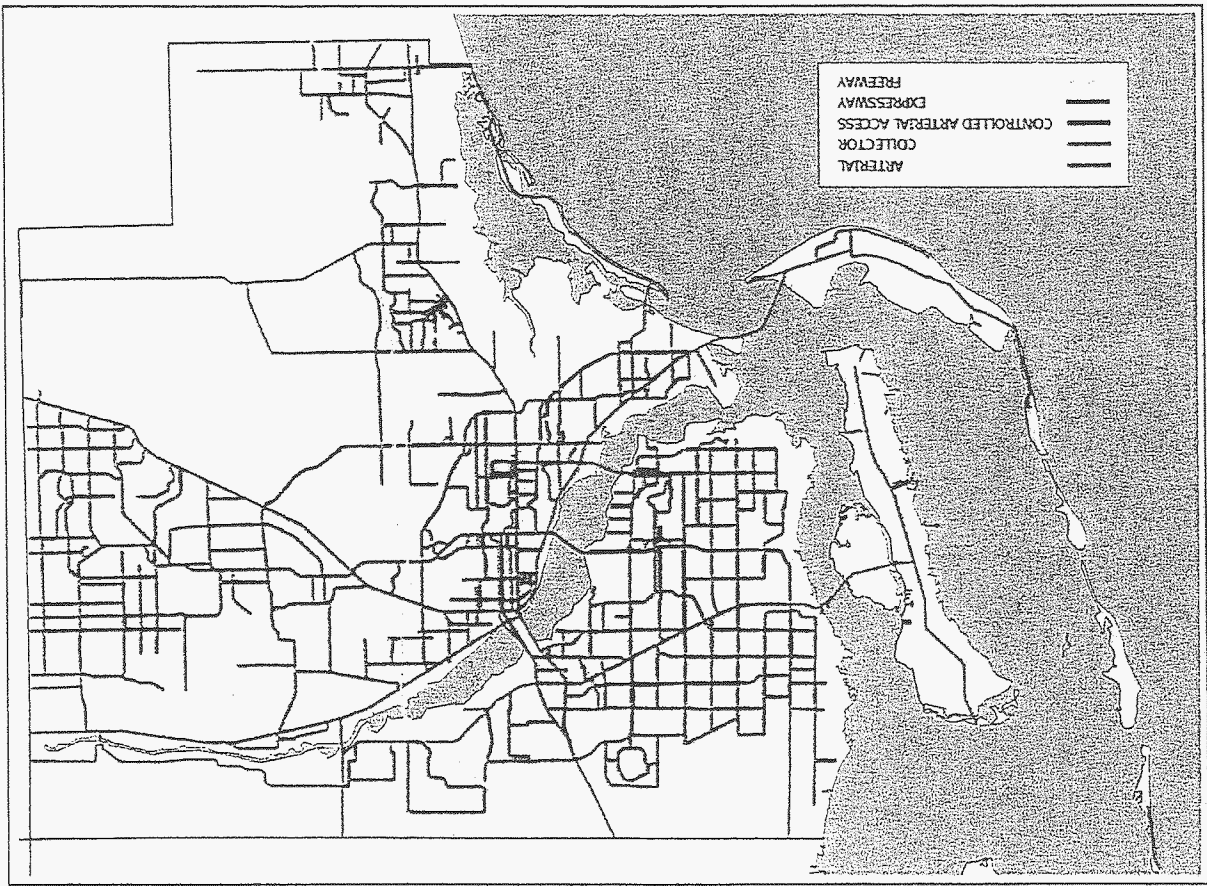 ARTERIAL
COLLECTOR
CONTROLLED ARTERIAL ACCESS
EXPRESSWAY
FREEWAY